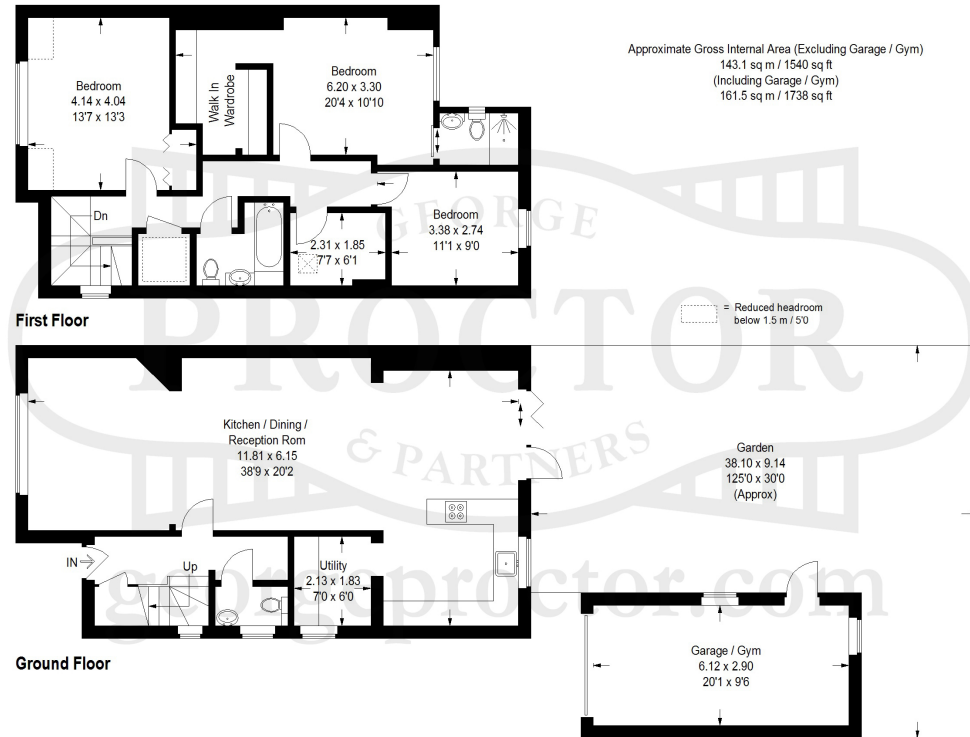 Approximate Gross Internal Area (Excluding Garage / Gym)
143.1 sq m / 1540 sq ft
(Including Garage / Gym)
161.5 sq m / 1738 sq ft
Bedroom
4.14 x 4.04
13'7 x 13'3
Walk In
Wardrobe
Bedroom
6.20 x 3.30
20'4 x 10'10
Dn
2.31 x 1.85
7'7 x 6'1
Bedroom
3.38 x 2.74
11'1 x 9'0
First Floor
= Reduced headroom
below 1.5 m / 5'0
GEORGE
PROCTOR
& PARTNERS
georgeproctor.com
Kitchen / Dining /
Reception Rom
11.81 x 6.15
38'9 x 20'2
Garden
38.10 x 9.14
125'0 x 30'0
(Approx)
IN
Up
Utility
2.13 x 1.83
7'0 x 6'0
Ground Floor
Garage / Gym
6.12 x 2.90
20'1 x 9'6